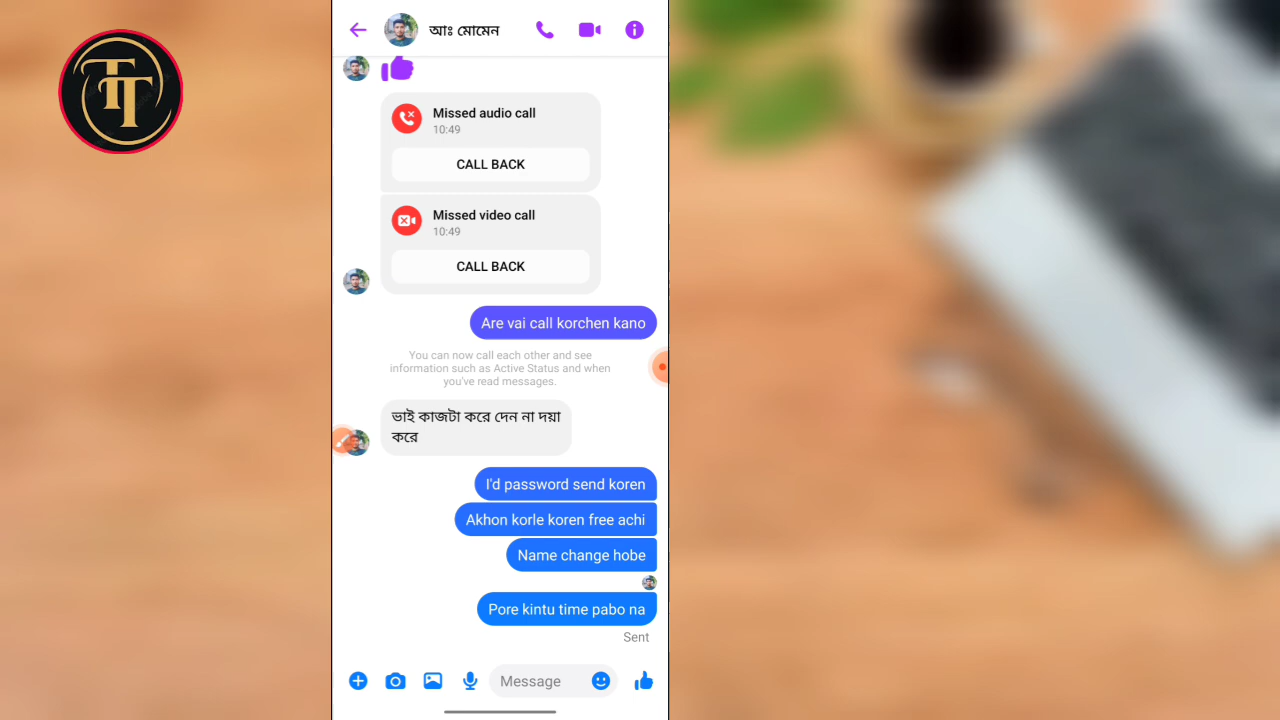 TT
আঃ মোমেন
Missed audio call
10:49
CALL BACK
Missed video call
10:49
CALL BACK
Are vai call korchen kano
You can now call each other and see
information such as Active Status and when
you've read messages.
ভাই কাজটা করে দেন না দয়া
করে
I'd password send koren
Akhon korle koren free achi
Name change hobe
Pore kintu time pabo na
Sent
Message